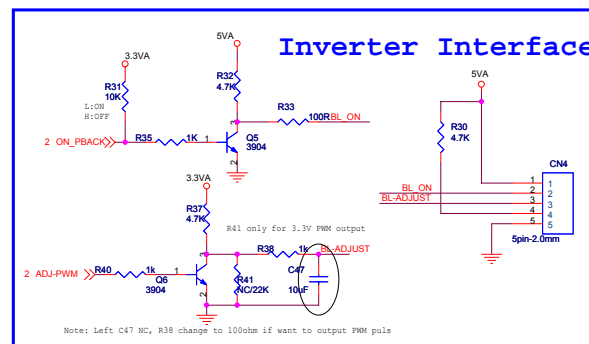 Inverter Interface
5VA
3.3VA
R31
10K
L:ON
H:OFF
R32
4.7K
R33
100R
BL_ON
2 ON_PBACK
R35
1K
1
3
2
Q5
3904
5VA
R30
4.7K
CN4
1
2
3
4
5
1
2
3
4
5
BL_ON
BL-ADJUST
5pin-2.0mm
3.3VA
R37
4.7K
R41 only for 3.3V PWM output
R38
1k
BL-ADJUST
2 ADJ-PWM
R40
1k
1
3
2
Q6
3904
R41
NC/22K
C47
10uF
Note: Left C47 NC, R38 change to 100ohm if want to output PWM puls